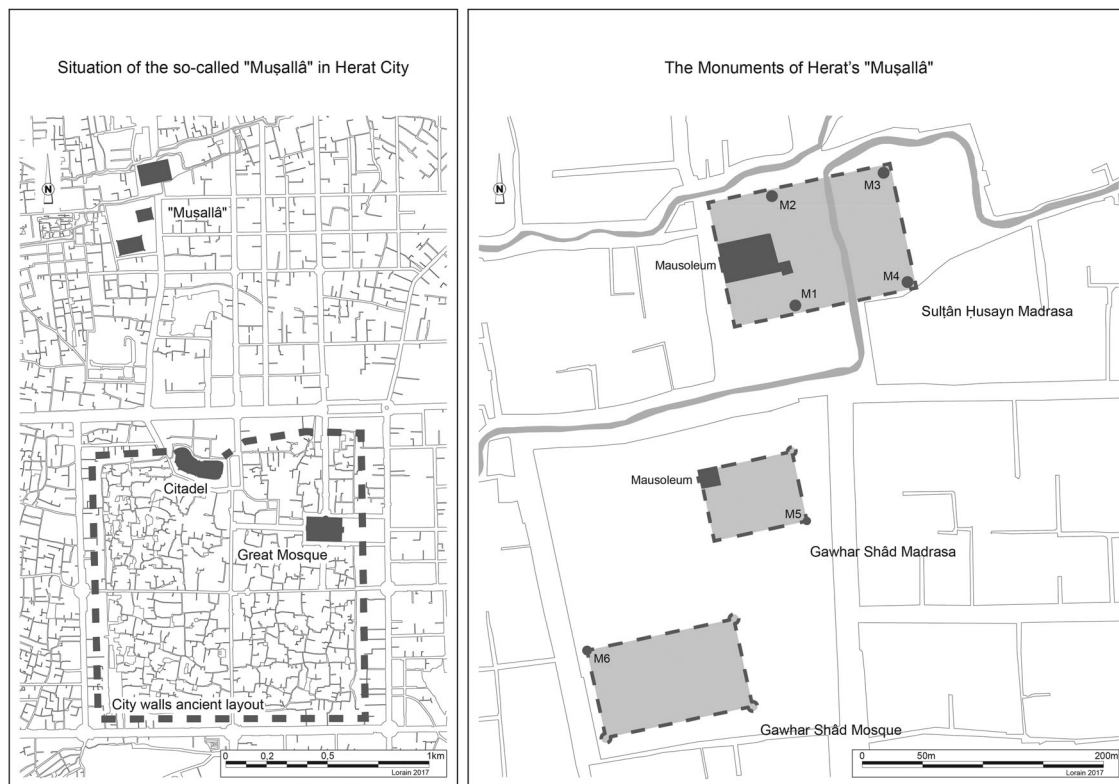 Situation of the so-called "Muṣallâ" in Herat City
N
"Muṣallâ"
Citadel
Great Mosque
City walls ancient layout
0 0,2 0,5 1km
Lorain 2017
The Monuments of Herat's "Muṣallâ"
N
M3
M2
Mausoleum
M4
M1
Sulṭân Ḥusayn Madrasa
Mausoleum
M5
Gawhar Shâd Madrasa
M6
Gawhar Shâd Mosque
0 50m 200m
Lorain 2017